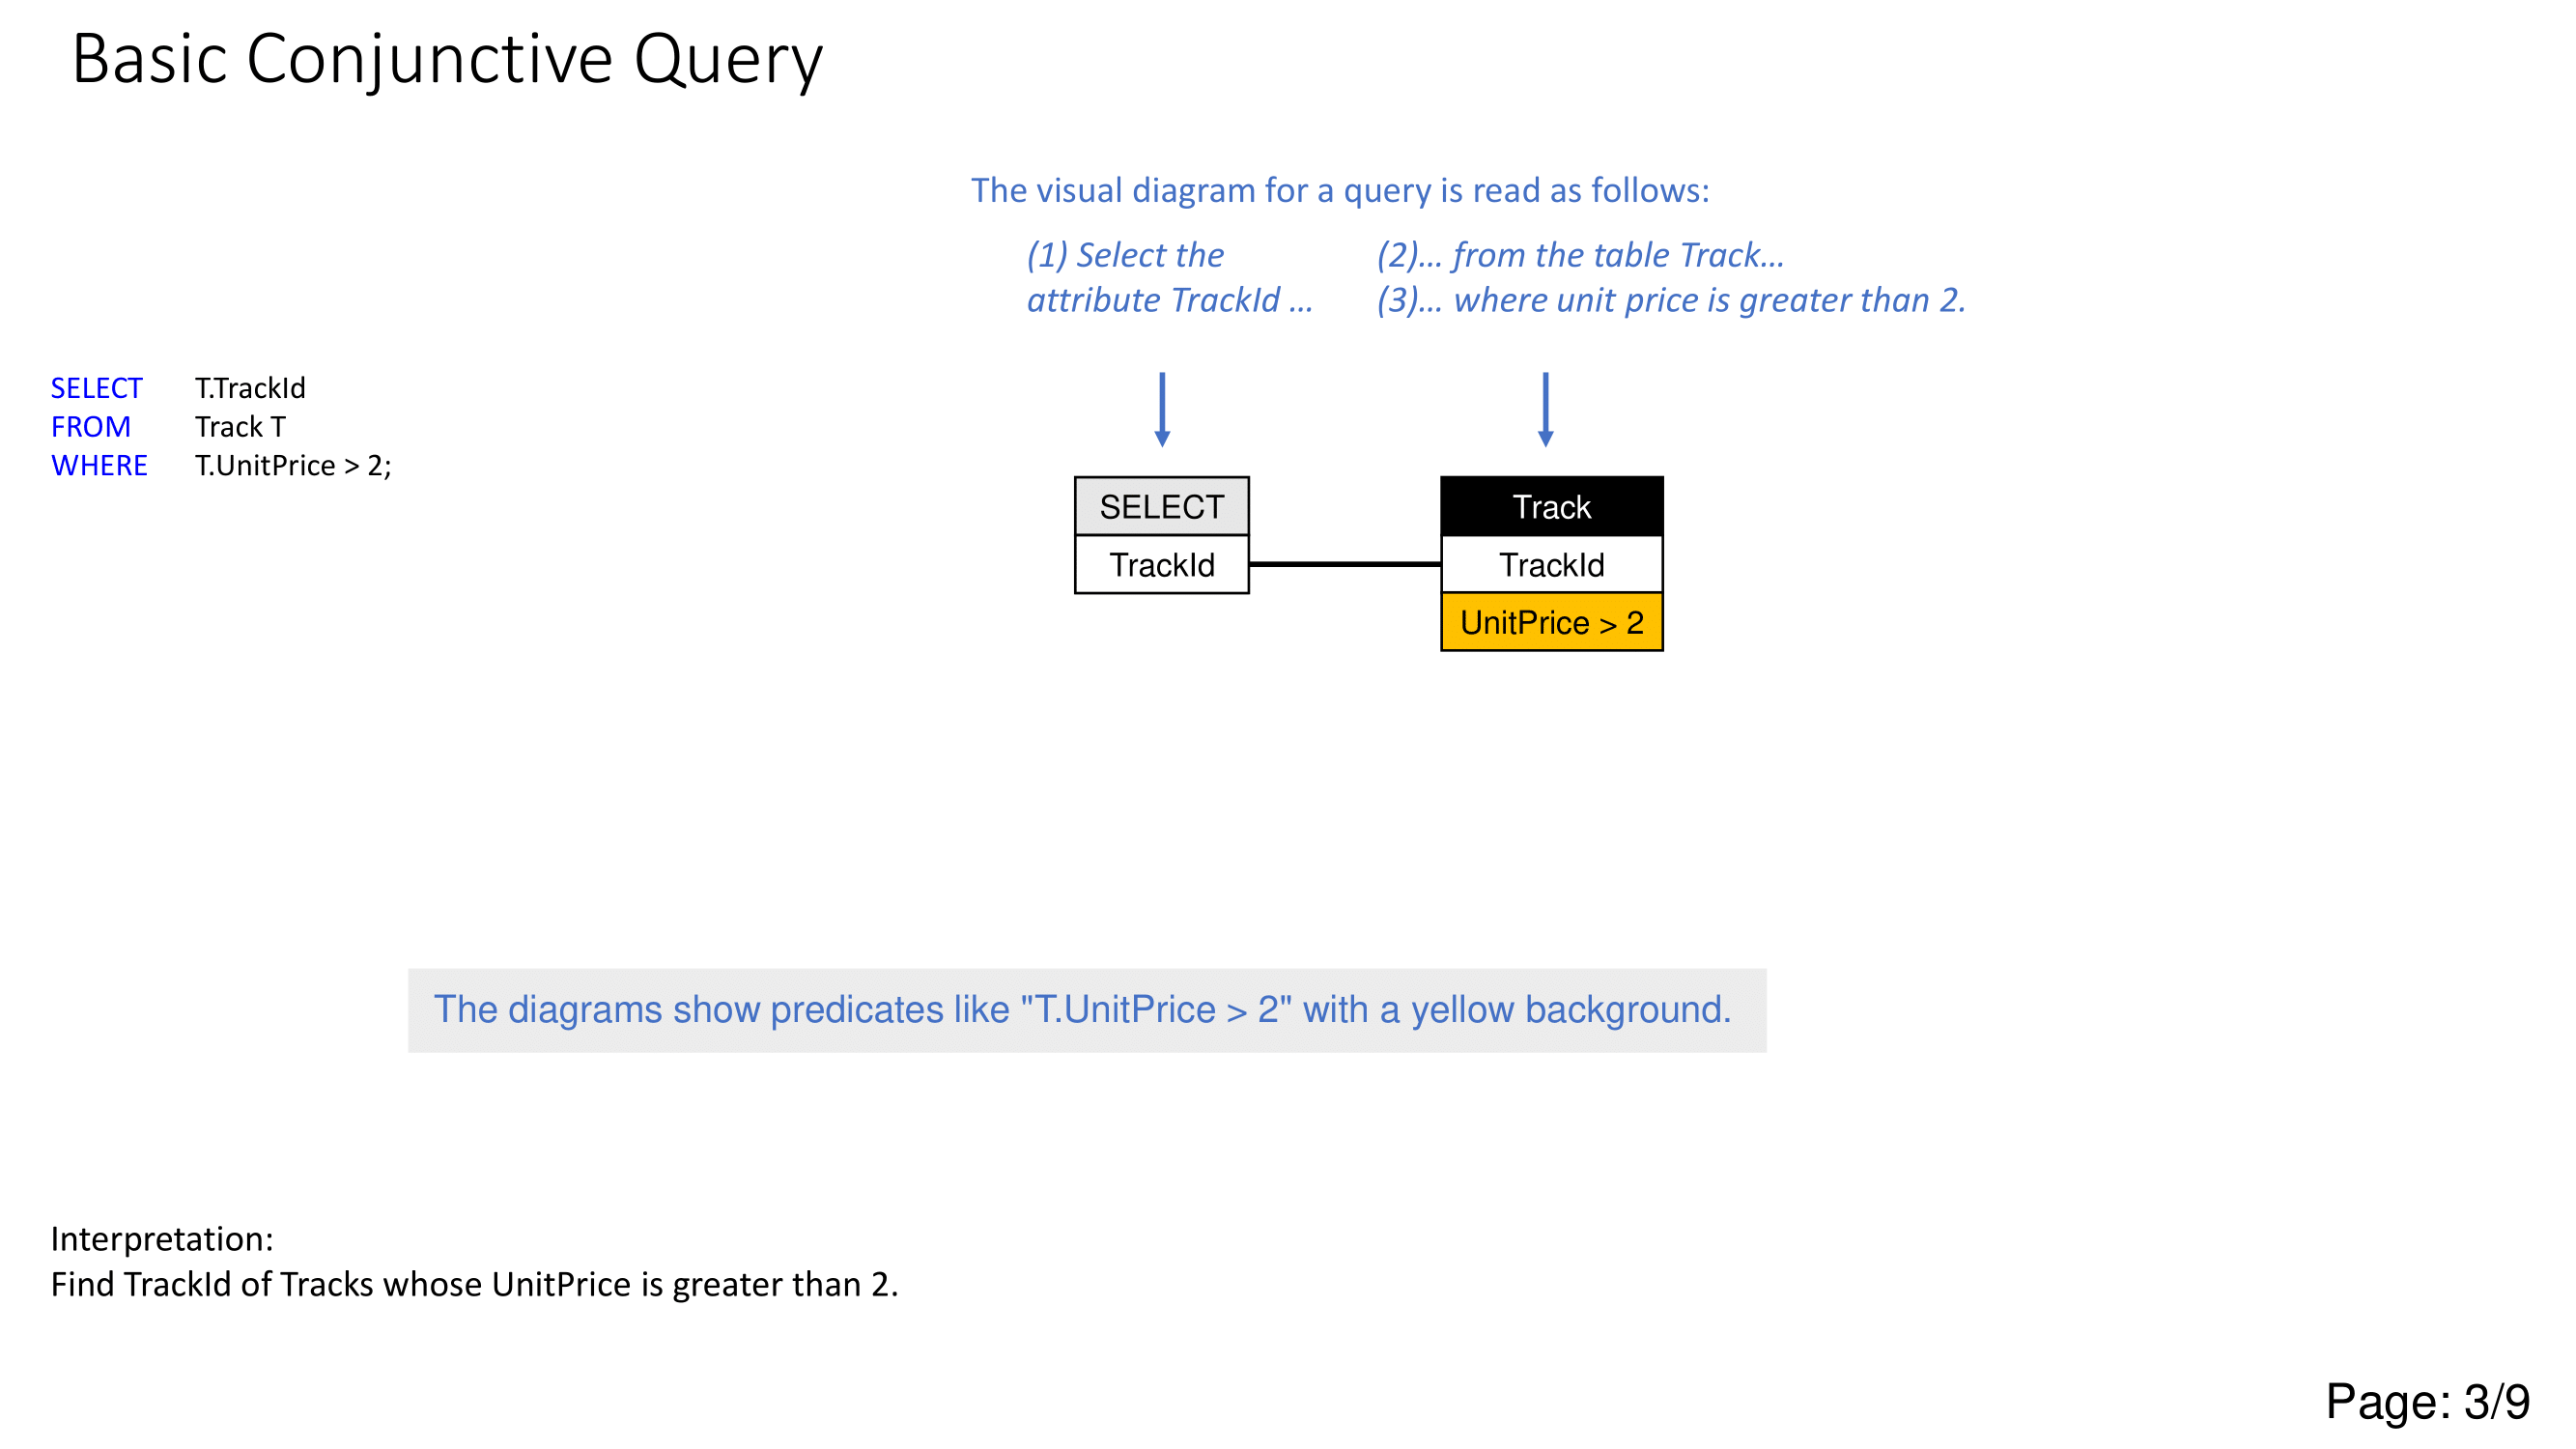 Basic Conjunctive Query
The visual diagram for a query is read as follows:
(1) Select the
attribute TrackId ...
(2)... from the table Track...
(3)... where unit price is greater than 2.
SELECT T.TrackId
FROM Track T
WHERE T.UnitPrice > 2;
SELECT
TrackId
Track
TrackId
UnitPrice > 2
The diagrams show predicates like "T.UnitPrice > 2" with a yellow background.
Interpretation:
Find TrackId of Tracks whose UnitPrice is greater than 2.
Page: 3/9